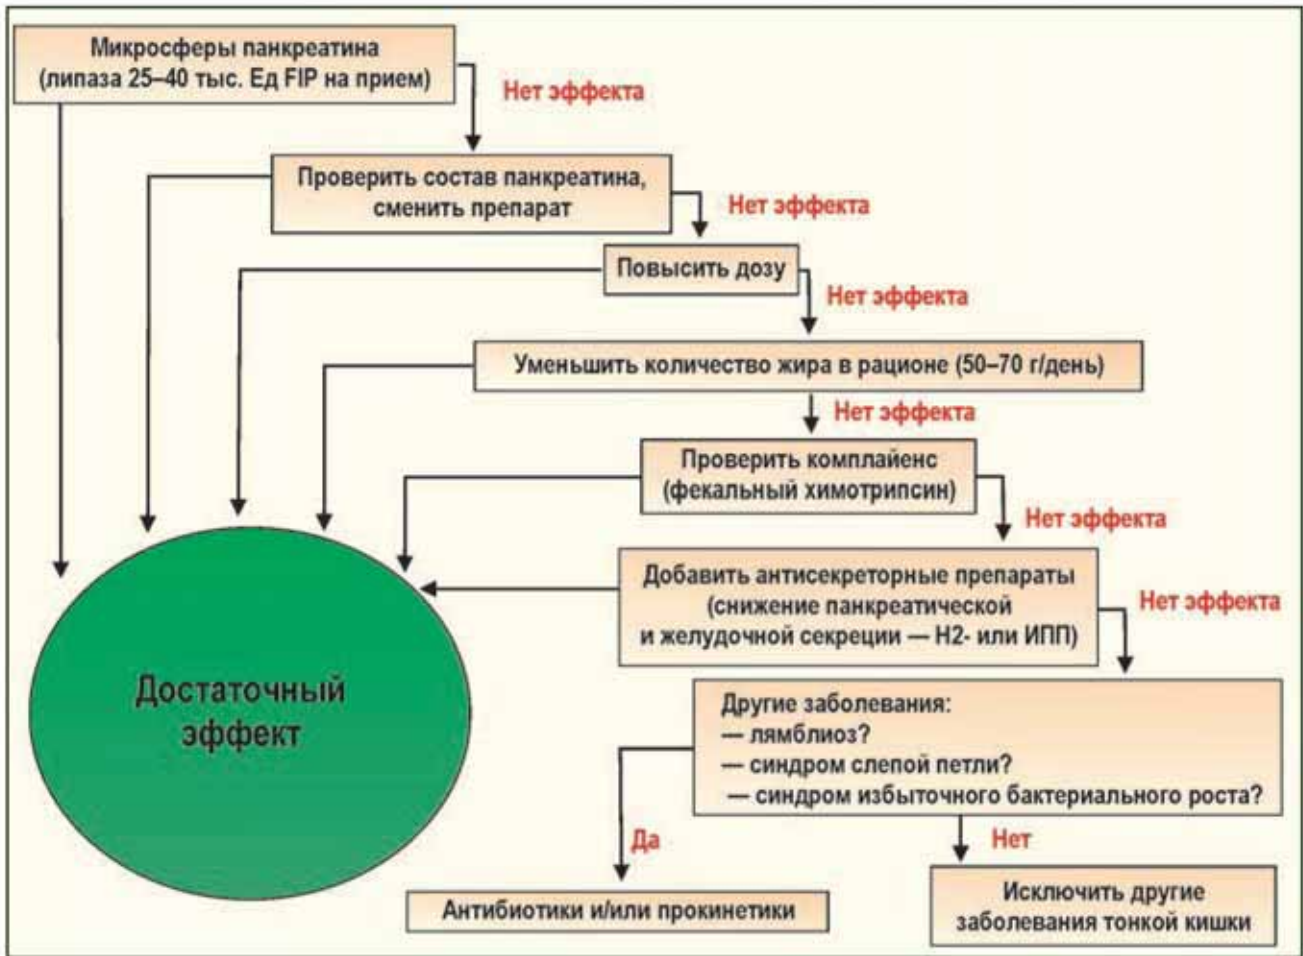 Микросферы панкреатина
(липаза 25–40 тыс. Ед FIP на прием)
Нет эффекта
Проверить состав панкреатина,
сменить препарат
Нет эффекта
Повысить дозу
Нет эффекта
Уменьшить количество жира в рационе (50–70 г/день)
Нет эффекта
Проверить комплайенс
(фекальный химотрипсин)
Нет эффекта
Добавить антисекреторные препараты
(снижение панкреатической
и желудочной секреции — Н2- или ИПП)
Нет эффекта
Достаточный
эффект
Другие заболевания:
— лямблиоз?
— синдром слепой петли?
— синдром избыточного бактериального роста?
Да
Нет
Антибиотики и/или прокинетики
Исключить другие
заболевания тонкой кишки